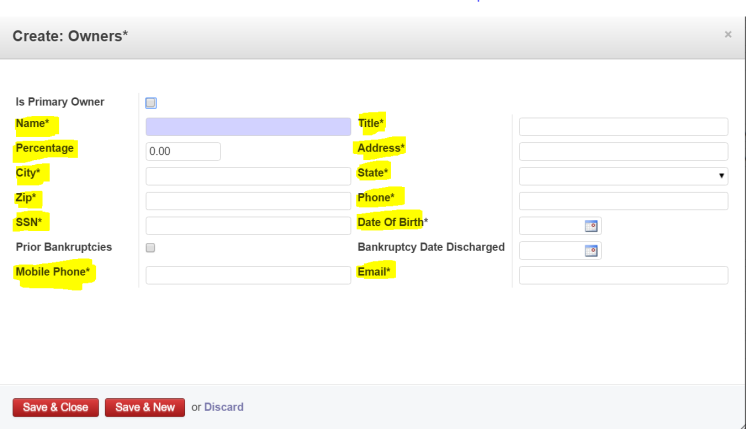 Create: Owners*
×
Is Primary Owner
Name* Title*
Percentage 0.00 Address*
City* State*
Zip* Phone*
SSN* Date Of Birth*
Prior Bankruptcies Bankruptcy Date Discharged
Mobile Phone* Email*
Save & Close Save & New or Discard